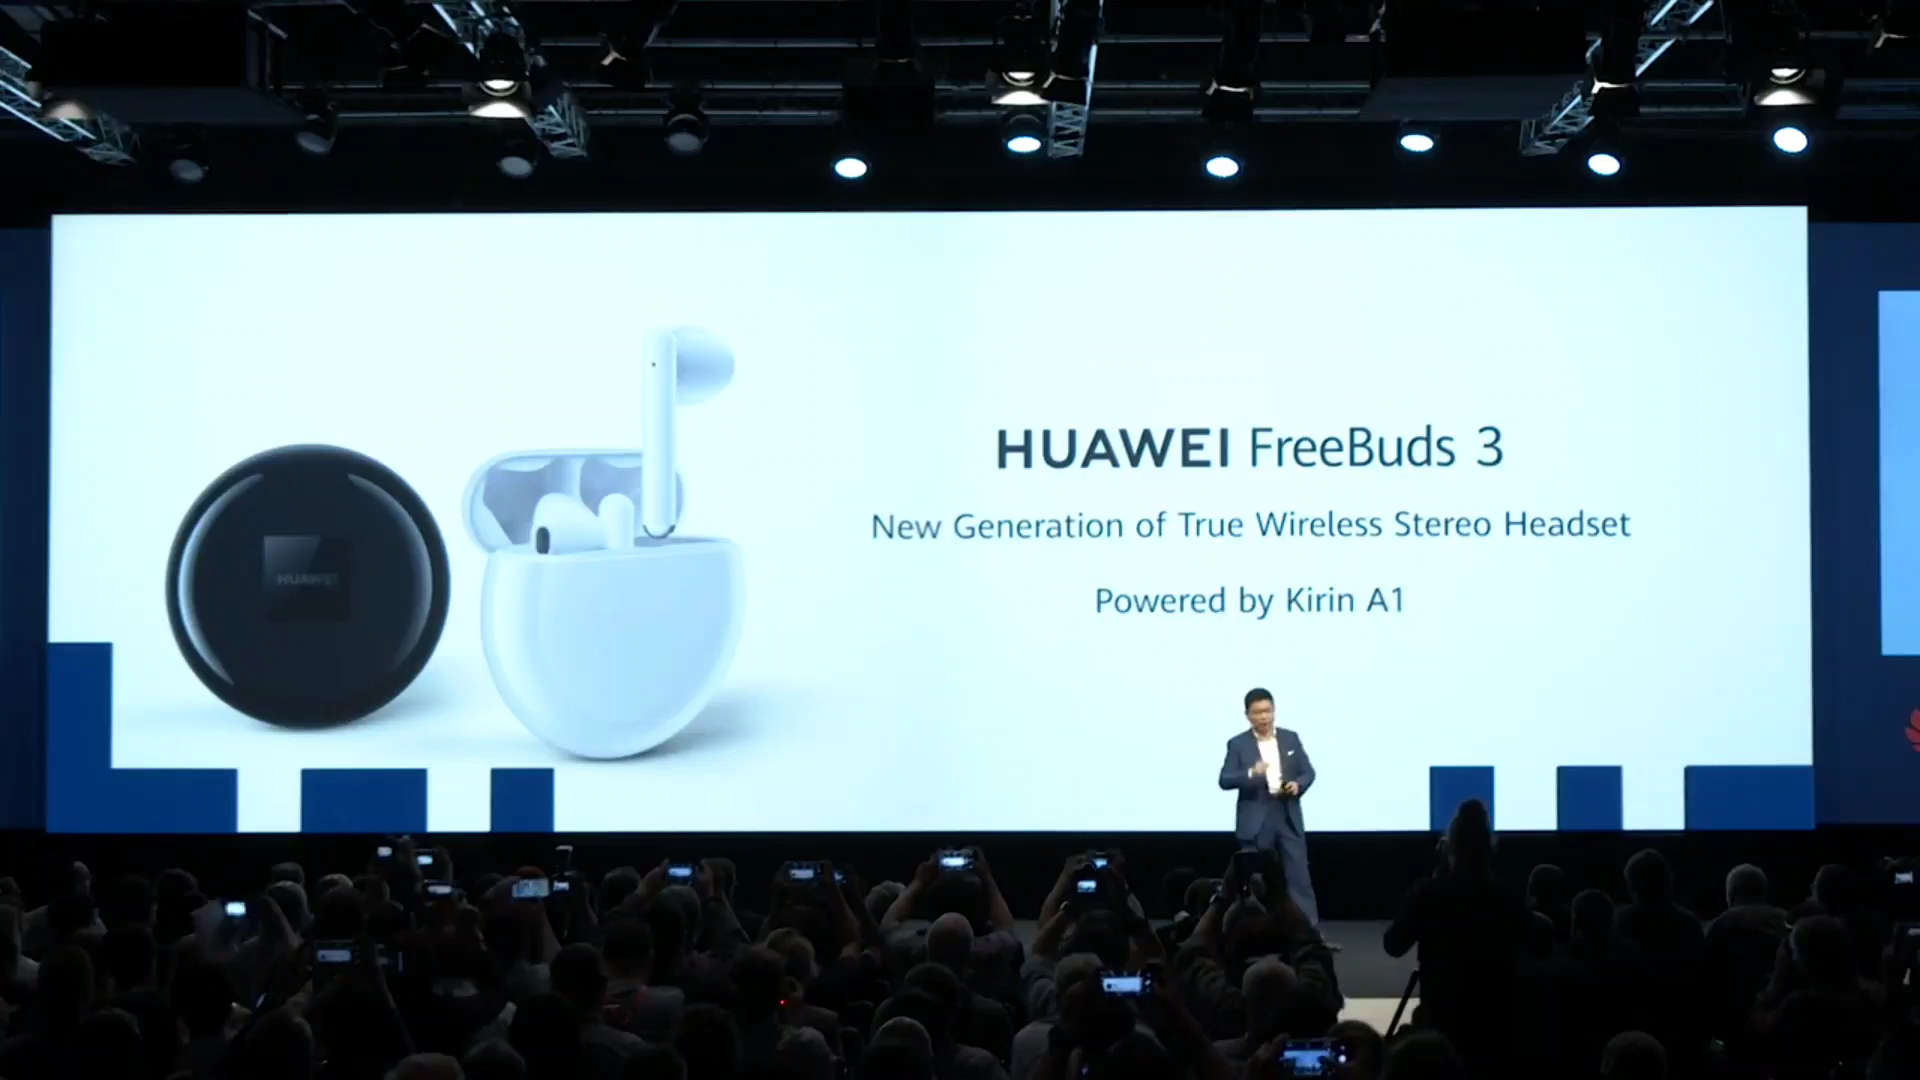 HUAWEI
HUAWEI FreeBuds 3
New Generation of True Wireless Stereo Headset
Powered by Kirin A1